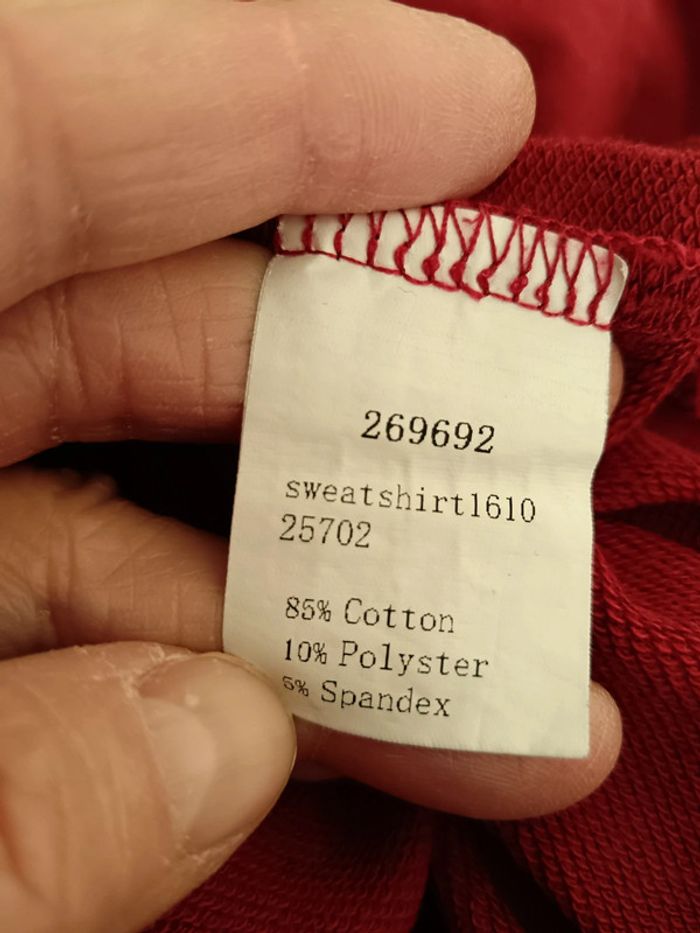 269692
sweatshirt1610
25702
85% Cotton
10% Polyster
5% Spandex